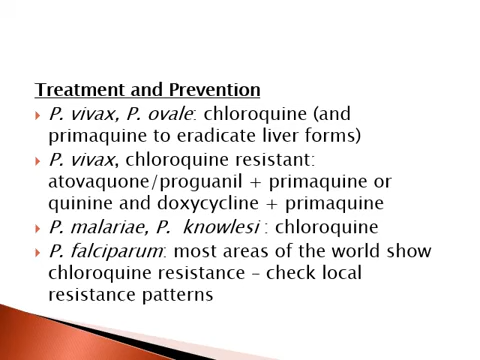 Treatment and Prevention
P. vivax, P. ovale: chloroquine (and
primaquine to eradicate liver forms)
P. vivax, chloroquine resistant:
atovaquone/proguanil + primaquine or
quinine and doxycycline + primaquine
P. malariae, P. knowlesi : chloroquine
P. falciparum: most areas of the world show
chloroquine resistance – check local
resistance patterns